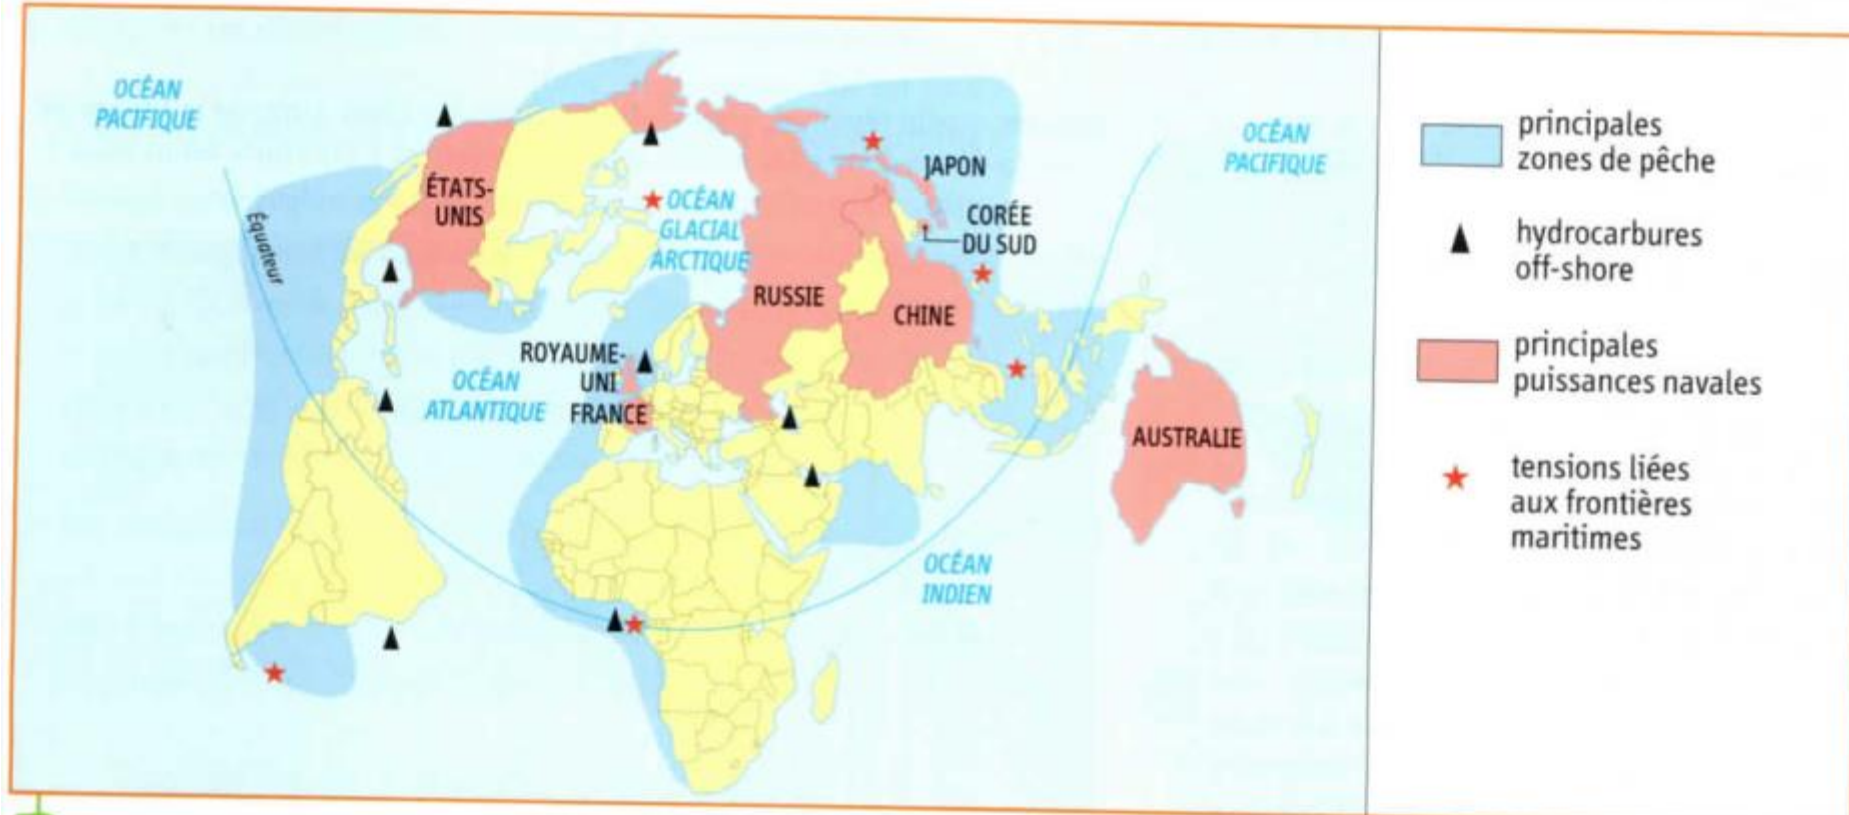 OCÉAN
PACIFIQUE
Équateur
ÉTATS-
UNIS
OCÉAN
GLACIAL
ARCTIQUE
JAPON
CORÉE
DU SUD
OCÉAN
PACIFIQUE
RUSSIE
CHINE
ROYAUME-
UNI
FRANCE
OCÉAN
ATLANTIQUE
AUSTRALIE
OCÉAN
INDIEN
principales
zones de pêche
hydrocarbures
off-shore
principales
puissances navales
tensions liées
aux frontières
maritimes